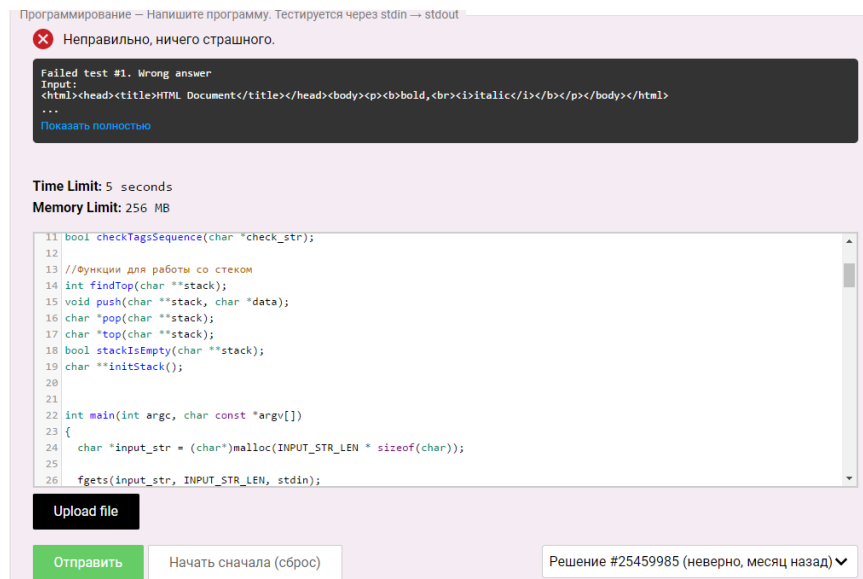 Программирование — Напишите программу. Тестируется через stdin → stdout
Неправильно, ничего страшного.
Failed test #1. Wrong answer
Input:
<html><head><title>HTML Document</title></head><body><p><b>bold,<br><i>italic</i></b></p></body></html>
...
Показать полностью
Time Limit: 5 seconds
Memory Limit: 256 MB
11 bool checkTagsSequence(char *check_str);
12
13 //Функции для работы со стеком
14 int findTop(char **stack);
15 void push(char **stack, char *data);
16 char *pop(char **stack);
17 char *top(char **stack);
18 bool stackIsEmpty(char **stack);
19 char **initStack();
20
21
22 int main(int argc, char const *argv[])
23 {
24   char *input_str = (char*)malloc(INPUT_STR_LEN * sizeof(char));
25
26   fgets(input_str, INPUT_STR_LEN, stdin);
Upload file
Отправить
Начать сначала (сброс)
Решение #25459985 (неверно, месяц назад)